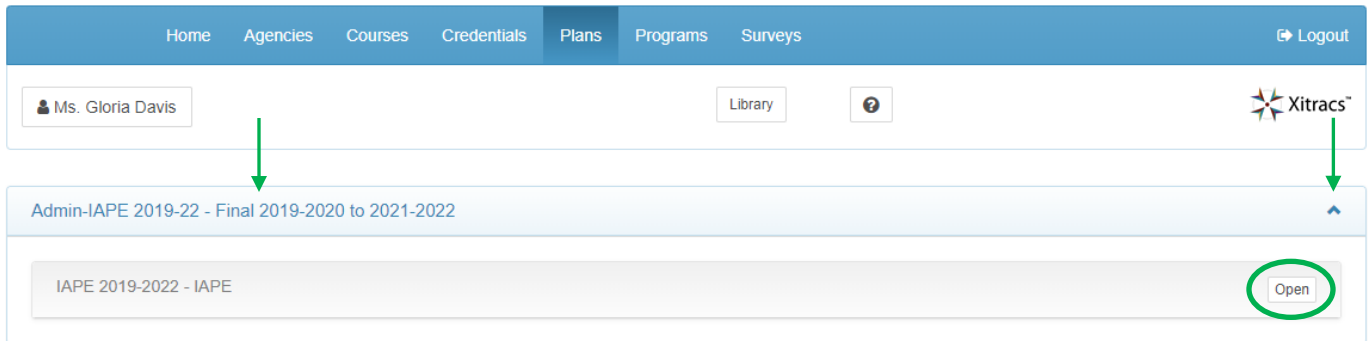 Home Agencies Courses Credentials Plans Programs Surveys Logout
Ms. Gloria Davis Library Xitracs™
Admin-IAPE 2019-22 - Final 2019-2020 to 2021-2022
IAPE 2019-2022 - IAPE Open